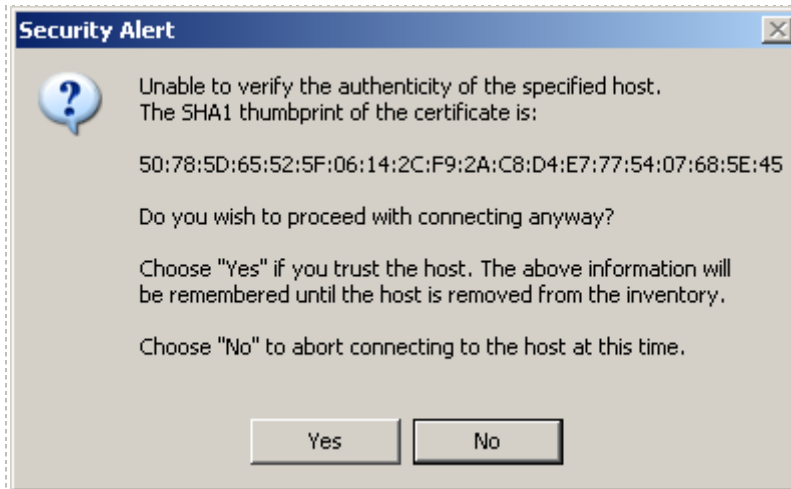 Security Alert
Unable to verify the authenticity of the specified host.
The SHA1 thumbprint of the certificate is:
50:78:5D:65:52:5F:06:14:2C:F9:2A:C8:D4:E7:77:54:07:68:5E:45
Do you wish to proceed with connecting anyway?
Choose "Yes" if you trust the host. The above information will
be remembered until the host is removed from the inventory.
Choose "No" to abort connecting to the host at this time.
Yes
No